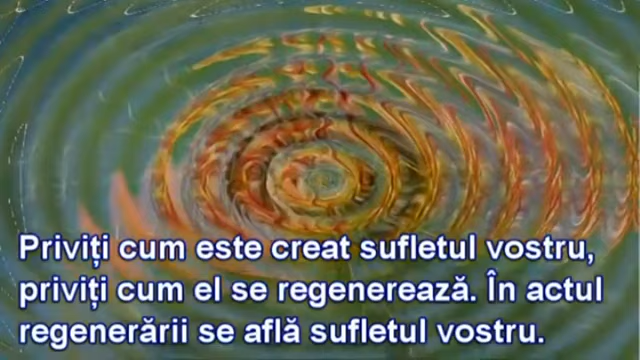 Priviți cum este creat sufletul vostru,
priviți cum el se regenerează. În actul
regenerării se află sufletul vostru.